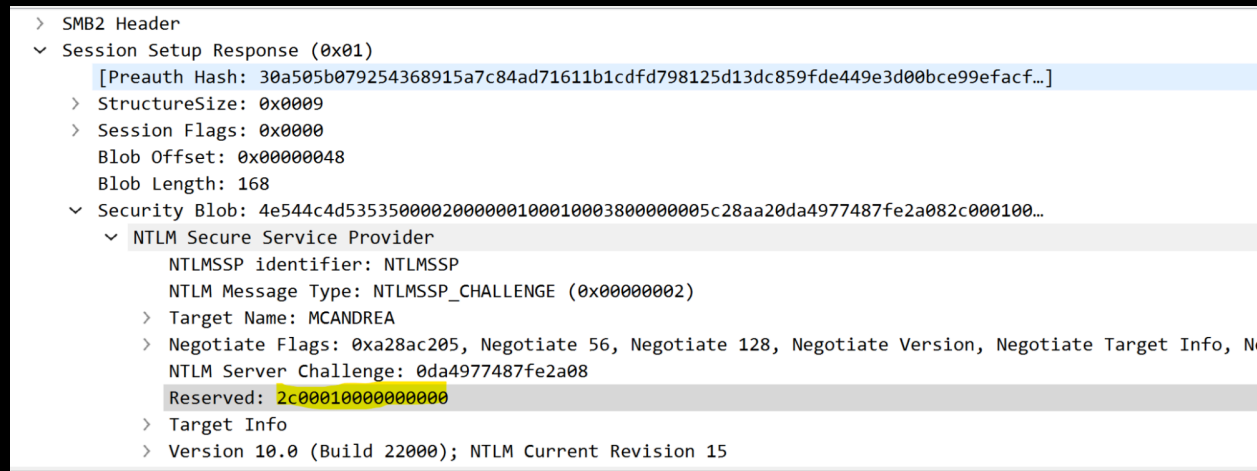 SMB2 Header
Session Setup Response (0x01)
[Preauth Hash: 30a505b079254368915a7c84ad71611b1cdfd798125d13dc859fde449e3d00bce99efacf…]
StructureSize: 0x0009
Session Flags: 0x0000
Blob Offset: 0x00000048
Blob Length: 168
Security Blob: 4e544c4d5353500002000000100010003800000005c28aa20da4977487fe2a082c000100…
NTLM Secure Service Provider
NTLMSSP identifier: NTLMSSP
NTLM Message Type: NTLMSSP_CHALLENGE (0x00000002)
Target Name: MCANDREA
Negotiate Flags: 0xa28ac205, Negotiate 56, Negotiate 128, Negotiate Version, Negotiate Target Info, N
NTLM Server Challenge: 0da4977487fe2a08
Reserved: 2c00010000000000
Target Info
Version 10.0 (Build 22000); NTLM Current Revision 15